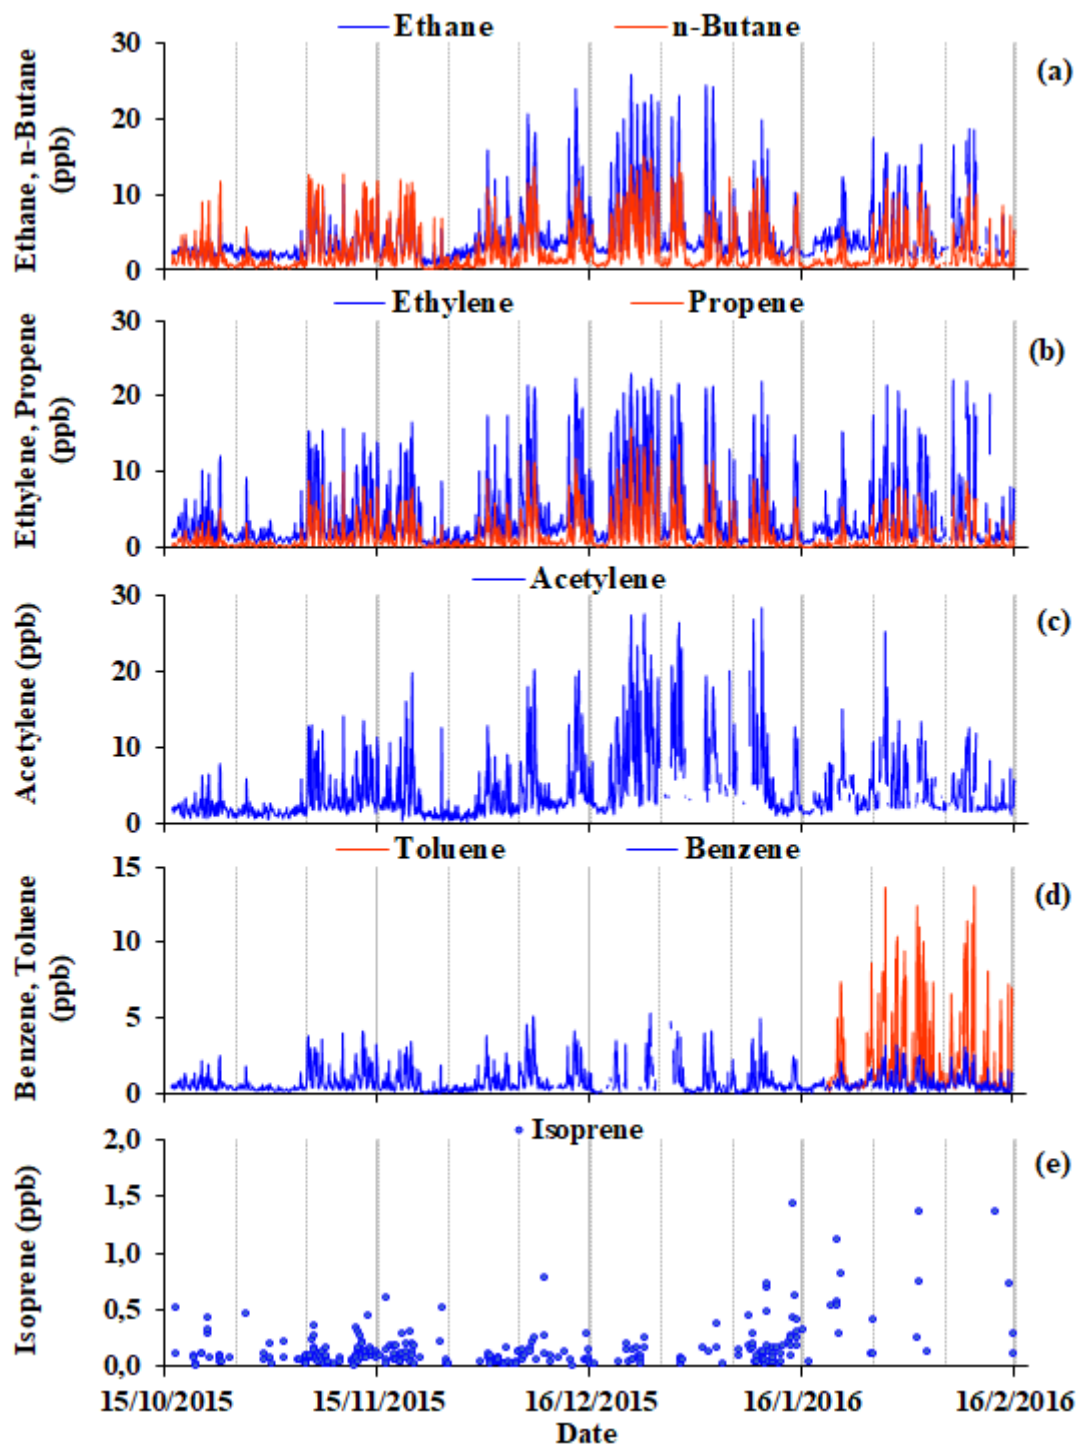 Ethane n-Butane
(a)
Ethane, n-Butane
(ppb)
30
20
10
0
Ethylene Propene
(b)
Ethylene, Propene
(ppb)
30
20
10
0
Acetylene
(c)
Acetylene (ppb)
30
20
10
0
Toluene Benzene
(d)
Benzene, Toluene
(ppb)
15
10
5
0
Isoprene
(e)
Isoprene (ppb)
2,0
1,5
1,0
0,5
0,0
15/10/2015 15/11/2015 16/12/2015 16/1/2016 16/2/2016
Date